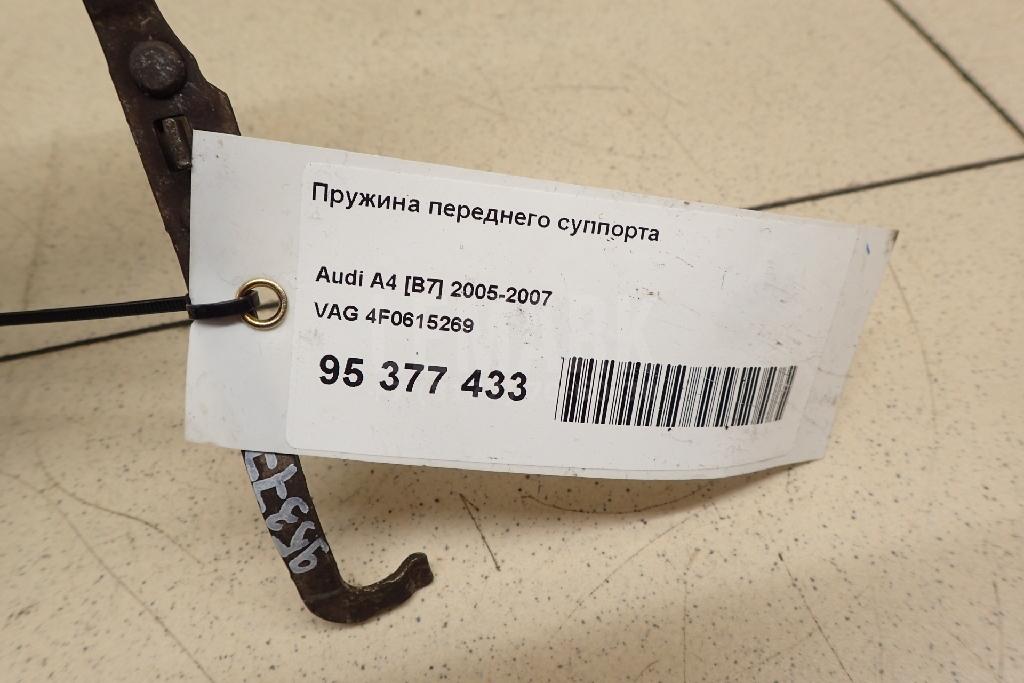 Пружина переднего суппорта
Audi A4 [B7] 2005-2007
VAG 4F0615269
95 377 433